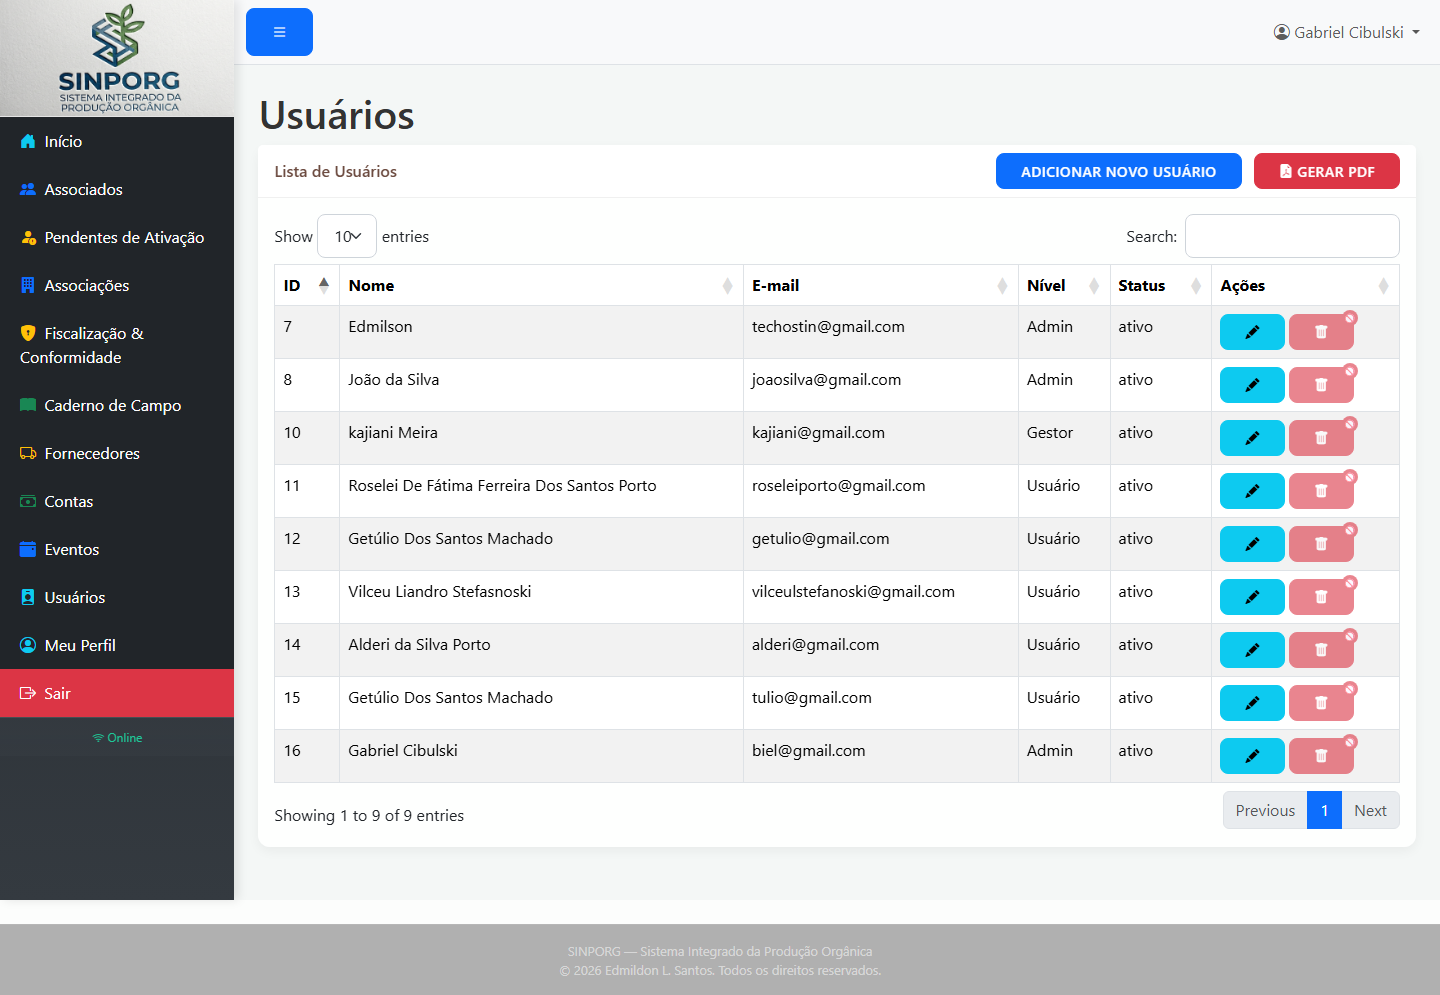 SINPORG
SISTEMA INTEGRADO DA
PRODUÇÃO ORGÂNICA
Gabriel Cibulski
Início
Associados
Pendentes de Ativação
Associações
Fiscalização &
Conformidade
Caderno de Campo
Fornecedores
Contas
Eventos
Usuários
Meu Perfil
Sair
Online
Usuários
Lista de Usuários
ADICIONAR NOVO USUÁRIO
GERAR PDF
Show 10 entries
Search:
ID Nome E-mail Nível Status Ações
7 Edmilson techostin@gmail.com Admin ativo
8 João da Silva joaosilva@gmail.com Admin ativo
10 kajiani Meira kajiani@gmail.com Gestor ativo
11 Roselei De Fátima Ferreira Dos Santos Porto roseleiporto@gmail.com Usuário ativo
12 Getúlio Dos Santos Machado getulio@gmail.com Usuário ativo
13 Vilceu Liandro Stefasnoski vilceulstefanoski@gmail.com Usuário ativo
14 Alderi da Silva Porto alderi@gmail.com Usuário ativo
15 Getúlio Dos Santos Machado tulio@gmail.com Usuário ativo
16 Gabriel Cibulski biel@gmail.com Admin ativo
Showing 1 to 9 of 9 entries
Previous 1 Next
SINPORG — Sistema Integrado da Produção Orgânica
© 2026 Edmildon L. Santos. Todos os direitos reservados.